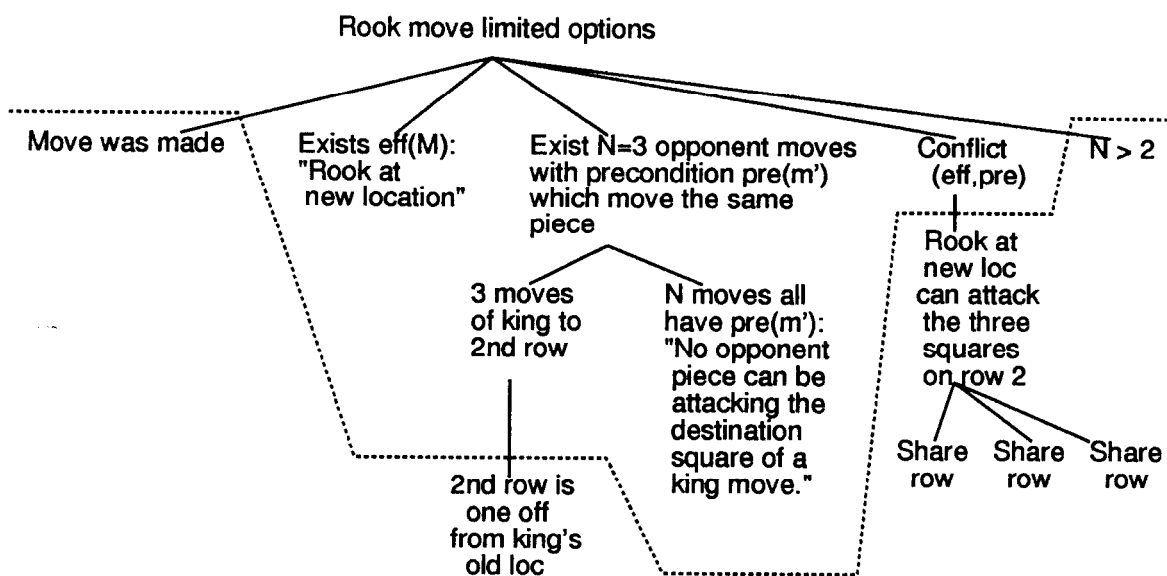 Rook move limited options
Move was made
Exists eff(M):
"Rook at
new location"
Exist N=3 opponent moves
with precondition pre(m')
which move the same
piece
Conflict
(eff,pre)
N > 2
3 moves
of king to
2nd row
N moves all
have pre(m'):
"No opponent
piece can be
attacking the
destination
square of a
king move."
Rook at
new loc
can attack
the three
squares
on row 2
2nd row is
one off
from king's
old loc
Share
row
Share
row
Share
row